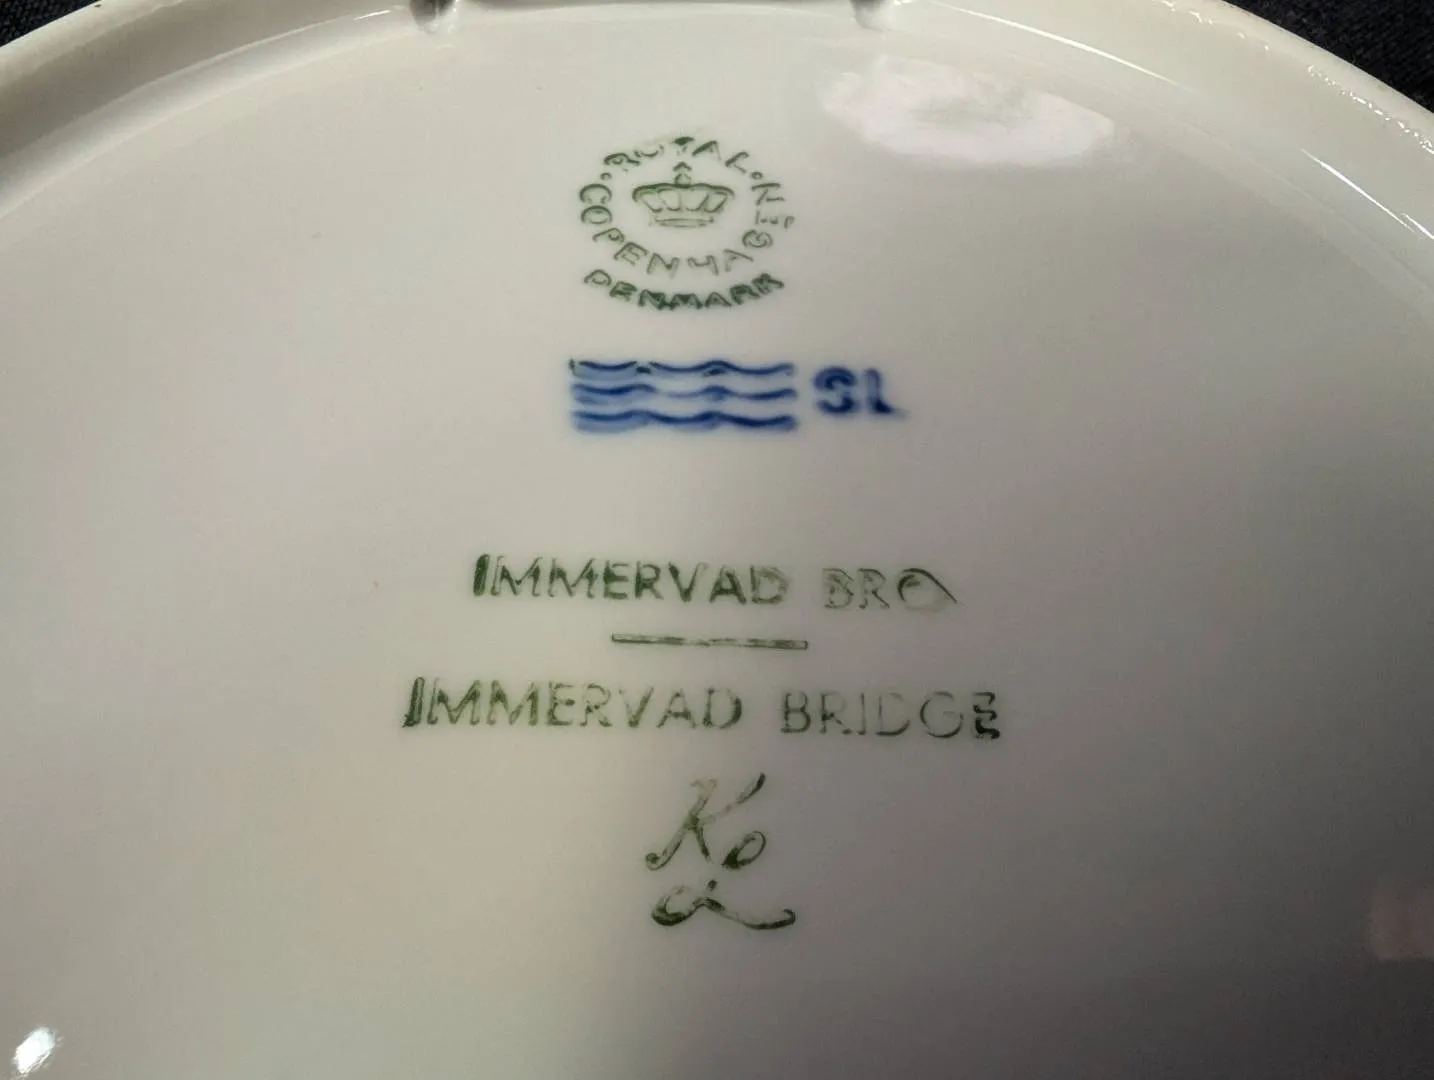 ROYAL
COPENHAGEN
DENMARK
SL
IMMERVAD BRO
IMMERVAD BRIDGE